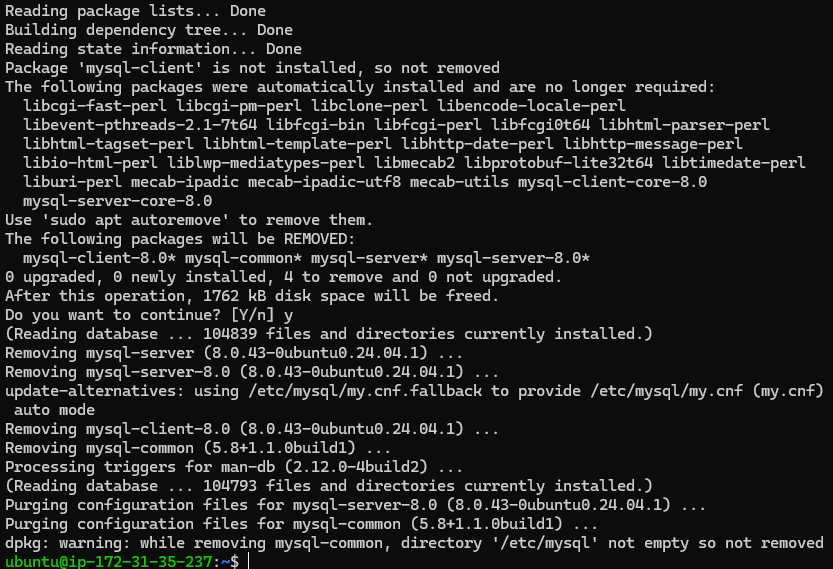 Reading package lists... Done
Building dependency tree... Done
Reading state information... Done
Package 'mysql-client' is not installed, so not removed
The following packages were automatically installed and are no longer required:
  libcgi-fast-perl libcgi-pm-perl libclone-perl libencode-locale-perl
  libevent-pthreads-2.1-7t64 libfcgi-bin libfcgi-perl libfcgi0t64 libhtml-parser-perl
  libhtml-tagset-perl libhtml-template-perl libhttp-date-perl libhttp-message-perl
  libio-html-perl liblwp-mediatypes-perl libmecab2 libprotobuf-lite32t64 libtimedate-perl
  liburi-perl mecab-ipadic mecab-ipadic-utf8 mecab-utils mysql-client-core-8.0
  mysql-server-core-8.0
Use 'sudo apt autoremove' to remove them.
The following packages will be REMOVED:
  mysql-client-8.0* mysql-common* mysql-server* mysql-server-8.0*
0 upgraded, 0 newly installed, 4 to remove and 0 not upgraded.
After this operation, 1762 kB disk space will be freed.
Do you want to continue? [Y/n] y
(Reading database ... 104839 files and directories currently installed.)
Removing mysql-server (8.0.43-0ubuntu0.24.04.1) ...
Removing mysql-server-8.0 (8.0.43-0ubuntu0.24.04.1) ...
update-alternatives: using /etc/mysql/my.cnf.fallback to provide /etc/mysql/my.cnf (my.cnf)
 auto mode
Removing mysql-client-8.0 (8.0.43-0ubuntu0.24.04.1) ...
Removing mysql-common (5.8+1.1.0build1) ...
Processing triggers for man-db (2.12.0-4build2) ...
(Reading database ... 104793 files and directories currently installed.)
Purging configuration files for mysql-server-8.0 (8.0.43-0ubuntu0.24.04.1) ...
Purging configuration files for mysql-common (5.8+1.1.0build1) ...
dpkg: warning: while removing mysql-common, directory '/etc/mysql' not empty so not removed
ubuntu@ip-172-31-35-237:~$